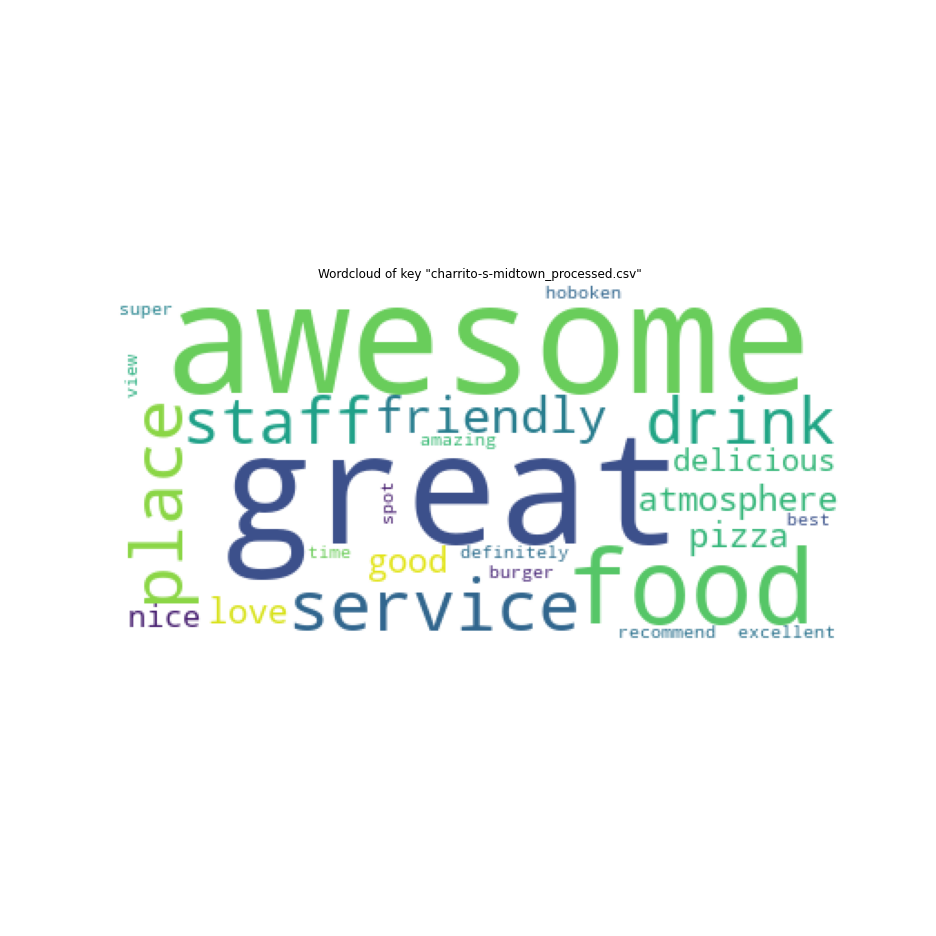 Wordcloud of key "charrito-s-midtown_processed.csv"
hoboken
super
awesome
view
place
staff
friendly
drink
amazing
delicious
great
spot
atmosphere
best
pizza
time
good
definitely
burger
food
nice
love
service
recommend
excellent